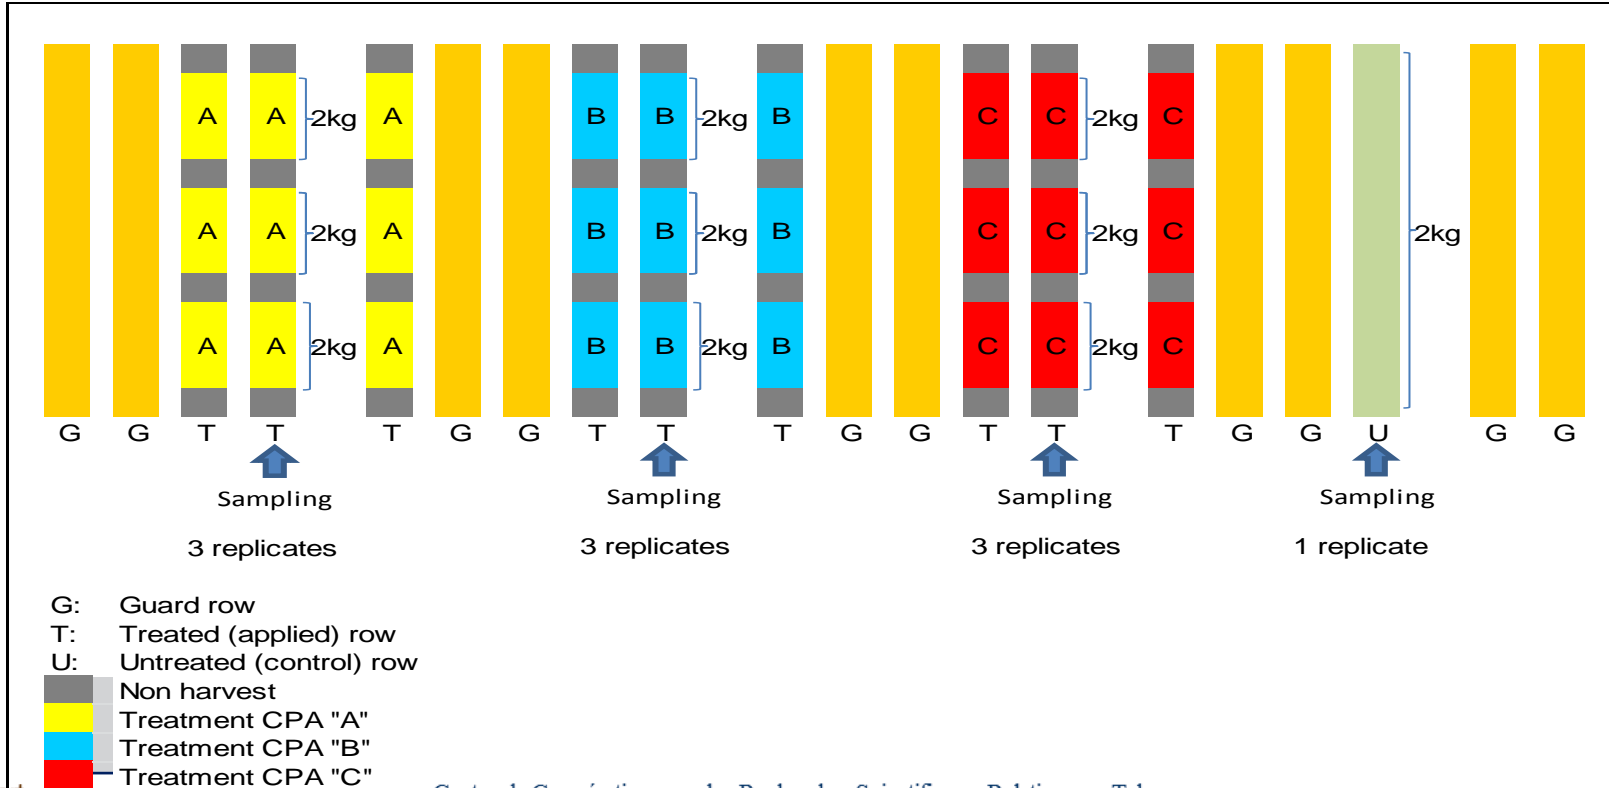 A A 2kg A B B 2kg B C C 2kg C
A A 2kg A B B 2kg B C C 2kg C 2kg
A A 2kg A B B 2kg B C C 2kg C
G G T T T G G T T T G G T T T G G U G G
Sampling Sampling Sampling Sampling
3 replicates 3 replicates 3 replicates 1 replicate
G: Guard row
T: Treated (applied) row
U: Untreated (control) row
Non harvest
Treatment CPA "A"
Treatment CPA "B"
Treatment CPA "C"